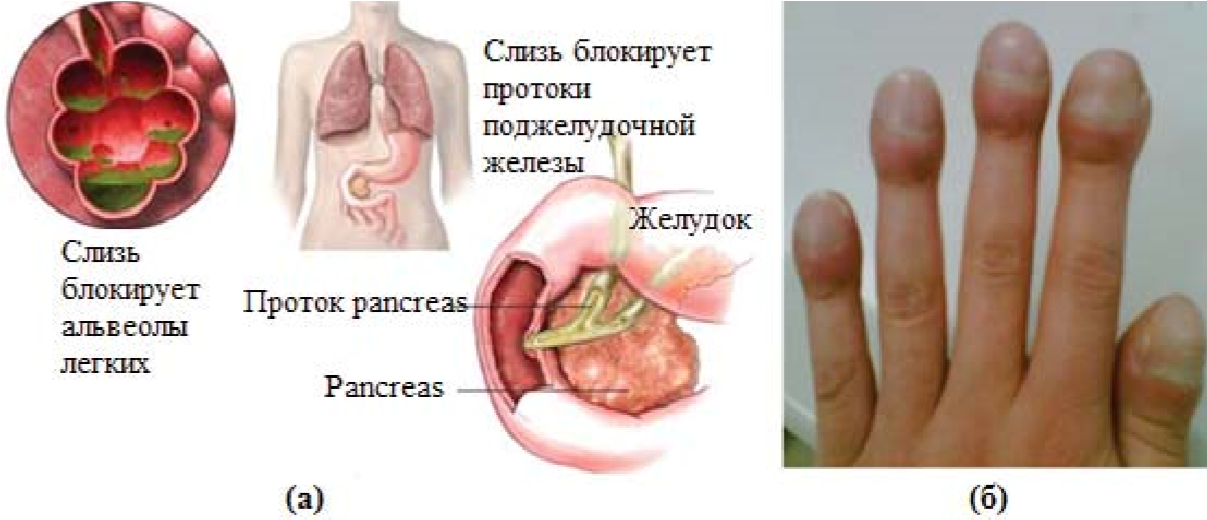 Слизь
блокирует
альвеолы
легких
Слизь блокирует
протоки
поджелудочной
железы
Желудок
Проток pancreas
Pancreas
(а)
(б)